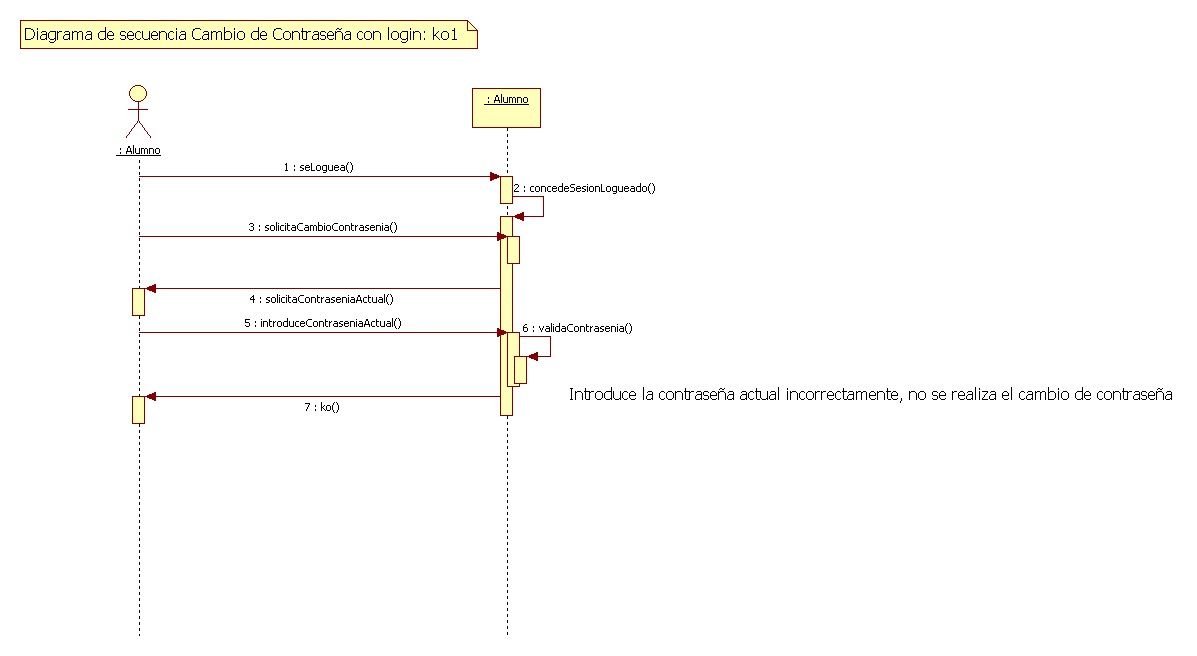 Diagrama de secuencia Cambio de Contraseña con login: ko1
: Alumno
: Alumno
1 : seLoguea()
2 : concedeSesionLogueado()
3 : solicitaCambioContrasenia()
4 : solicitaContraseniaActual()
5 : introduceContraseniaActual()
6 : validaContrasenia()
Introduce la contraseña actual incorrectamente, no se realiza el cambio de contraseña
7 : ko()